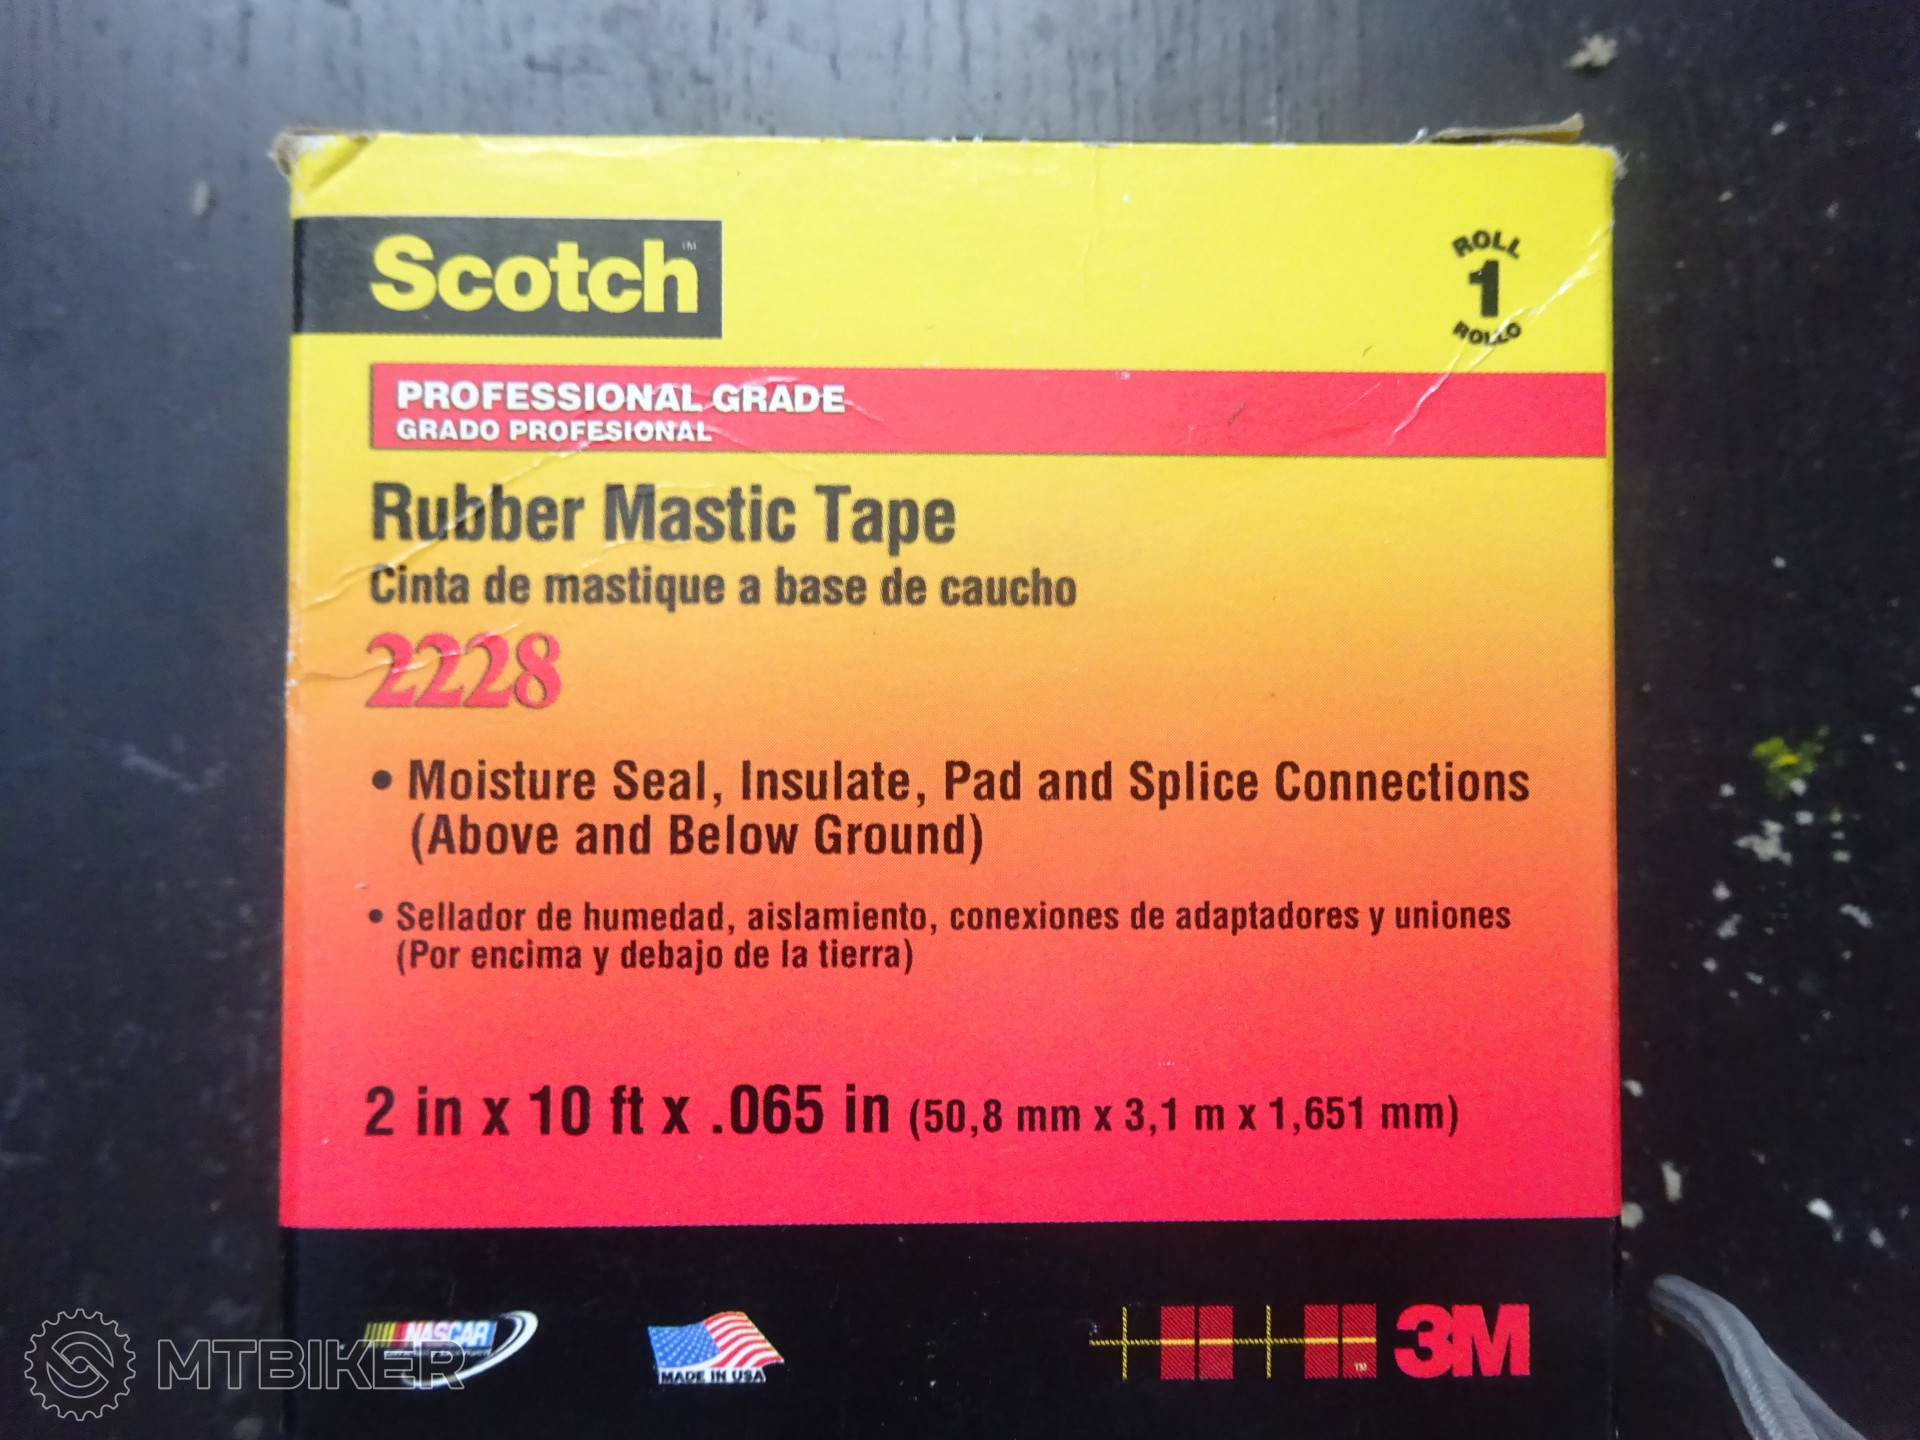 Scotch™
ROLL
1
ROLLO
PROFESSIONAL GRADE
GRADO PROFESIONAL
Rubber Mastic Tape
Cinta de mastique a base de caucho
2228
• Moisture Seal, Insulate, Pad and Splice Connections
(Above and Below Ground)
• Sellador de humedad, aislamiento, conexiones de adaptadores y uniones
(Por encima y debajo de la tierra)
2 in x 10 ft x .065 in (50,8 mm x 3,1 m x 1,651 mm)
NASCAR
MADE IN USA
™ 3M
MTBIKER